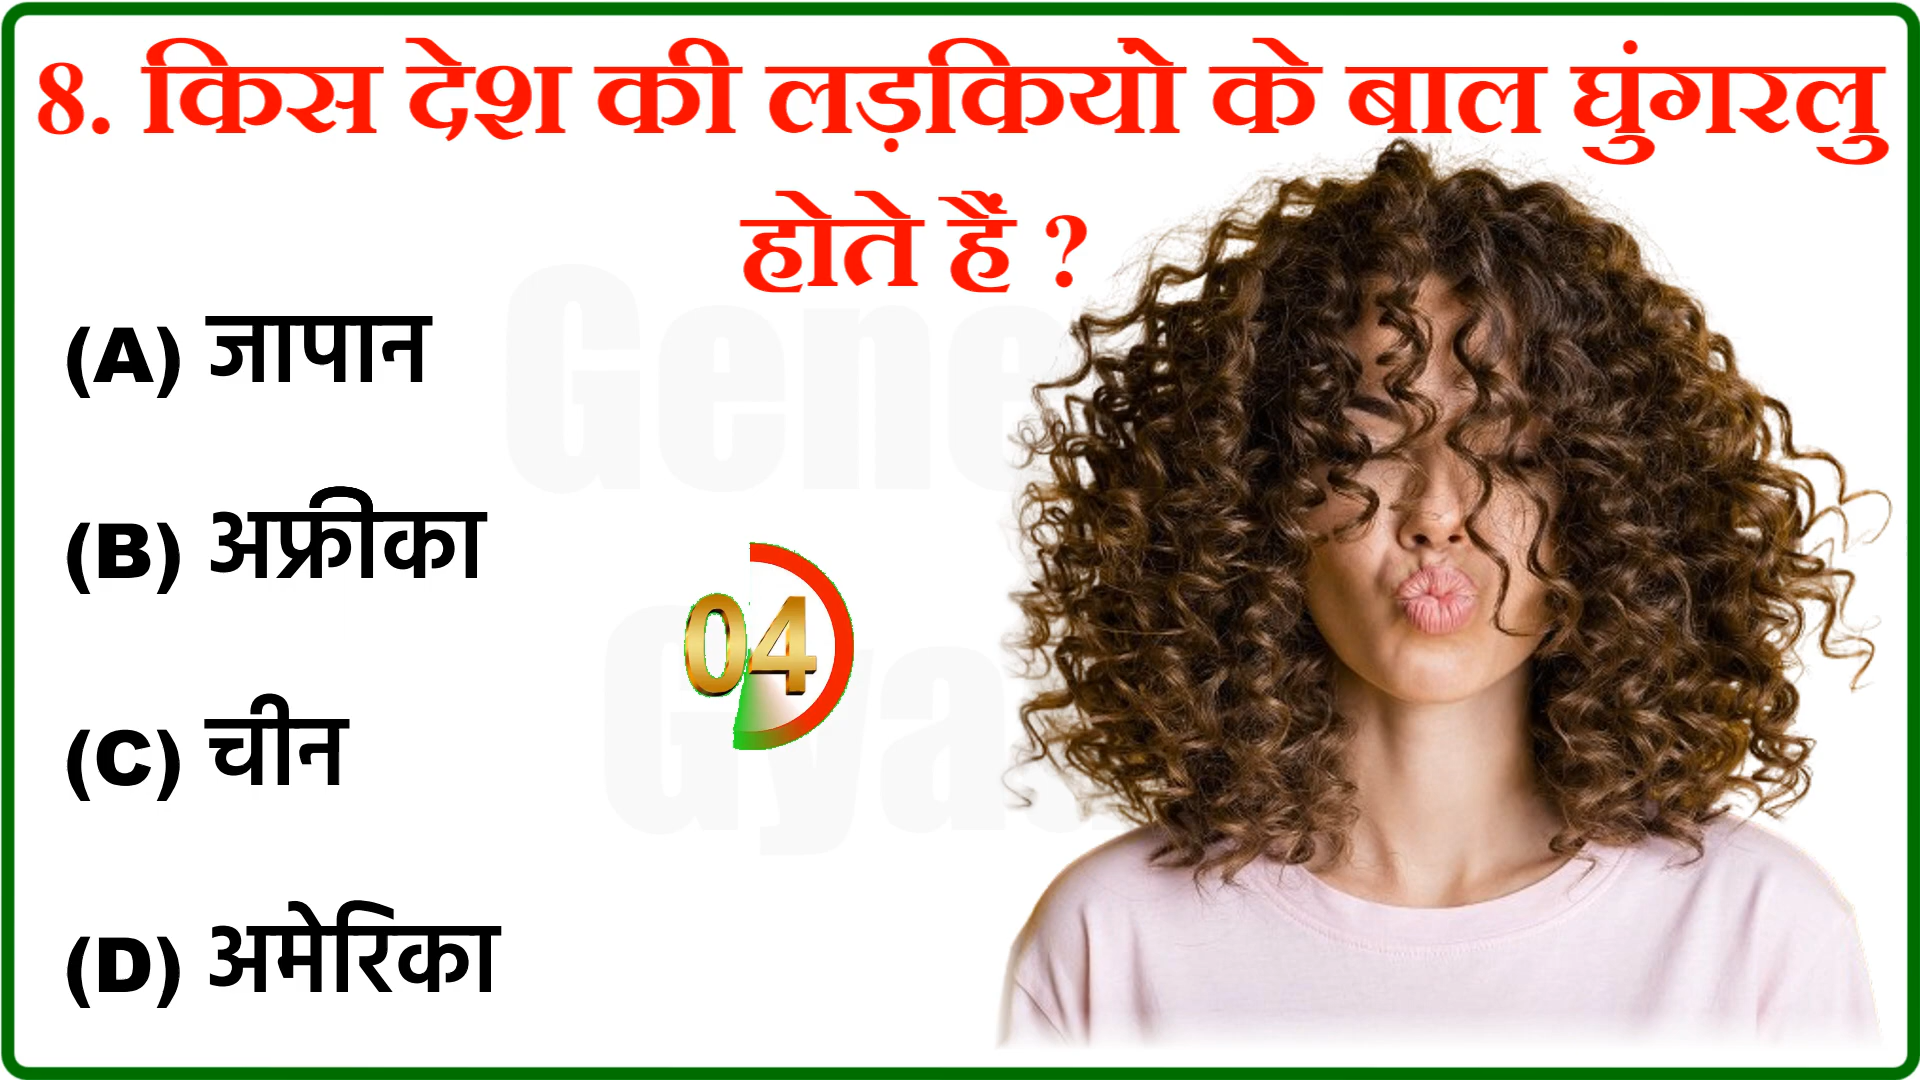 8. किस देश की लड़कियों के बाल घुंगरलु
होते हैं ?
(A) जापान
(B) अफ्रीका
04
(C) चीन
(D) अमेरिका